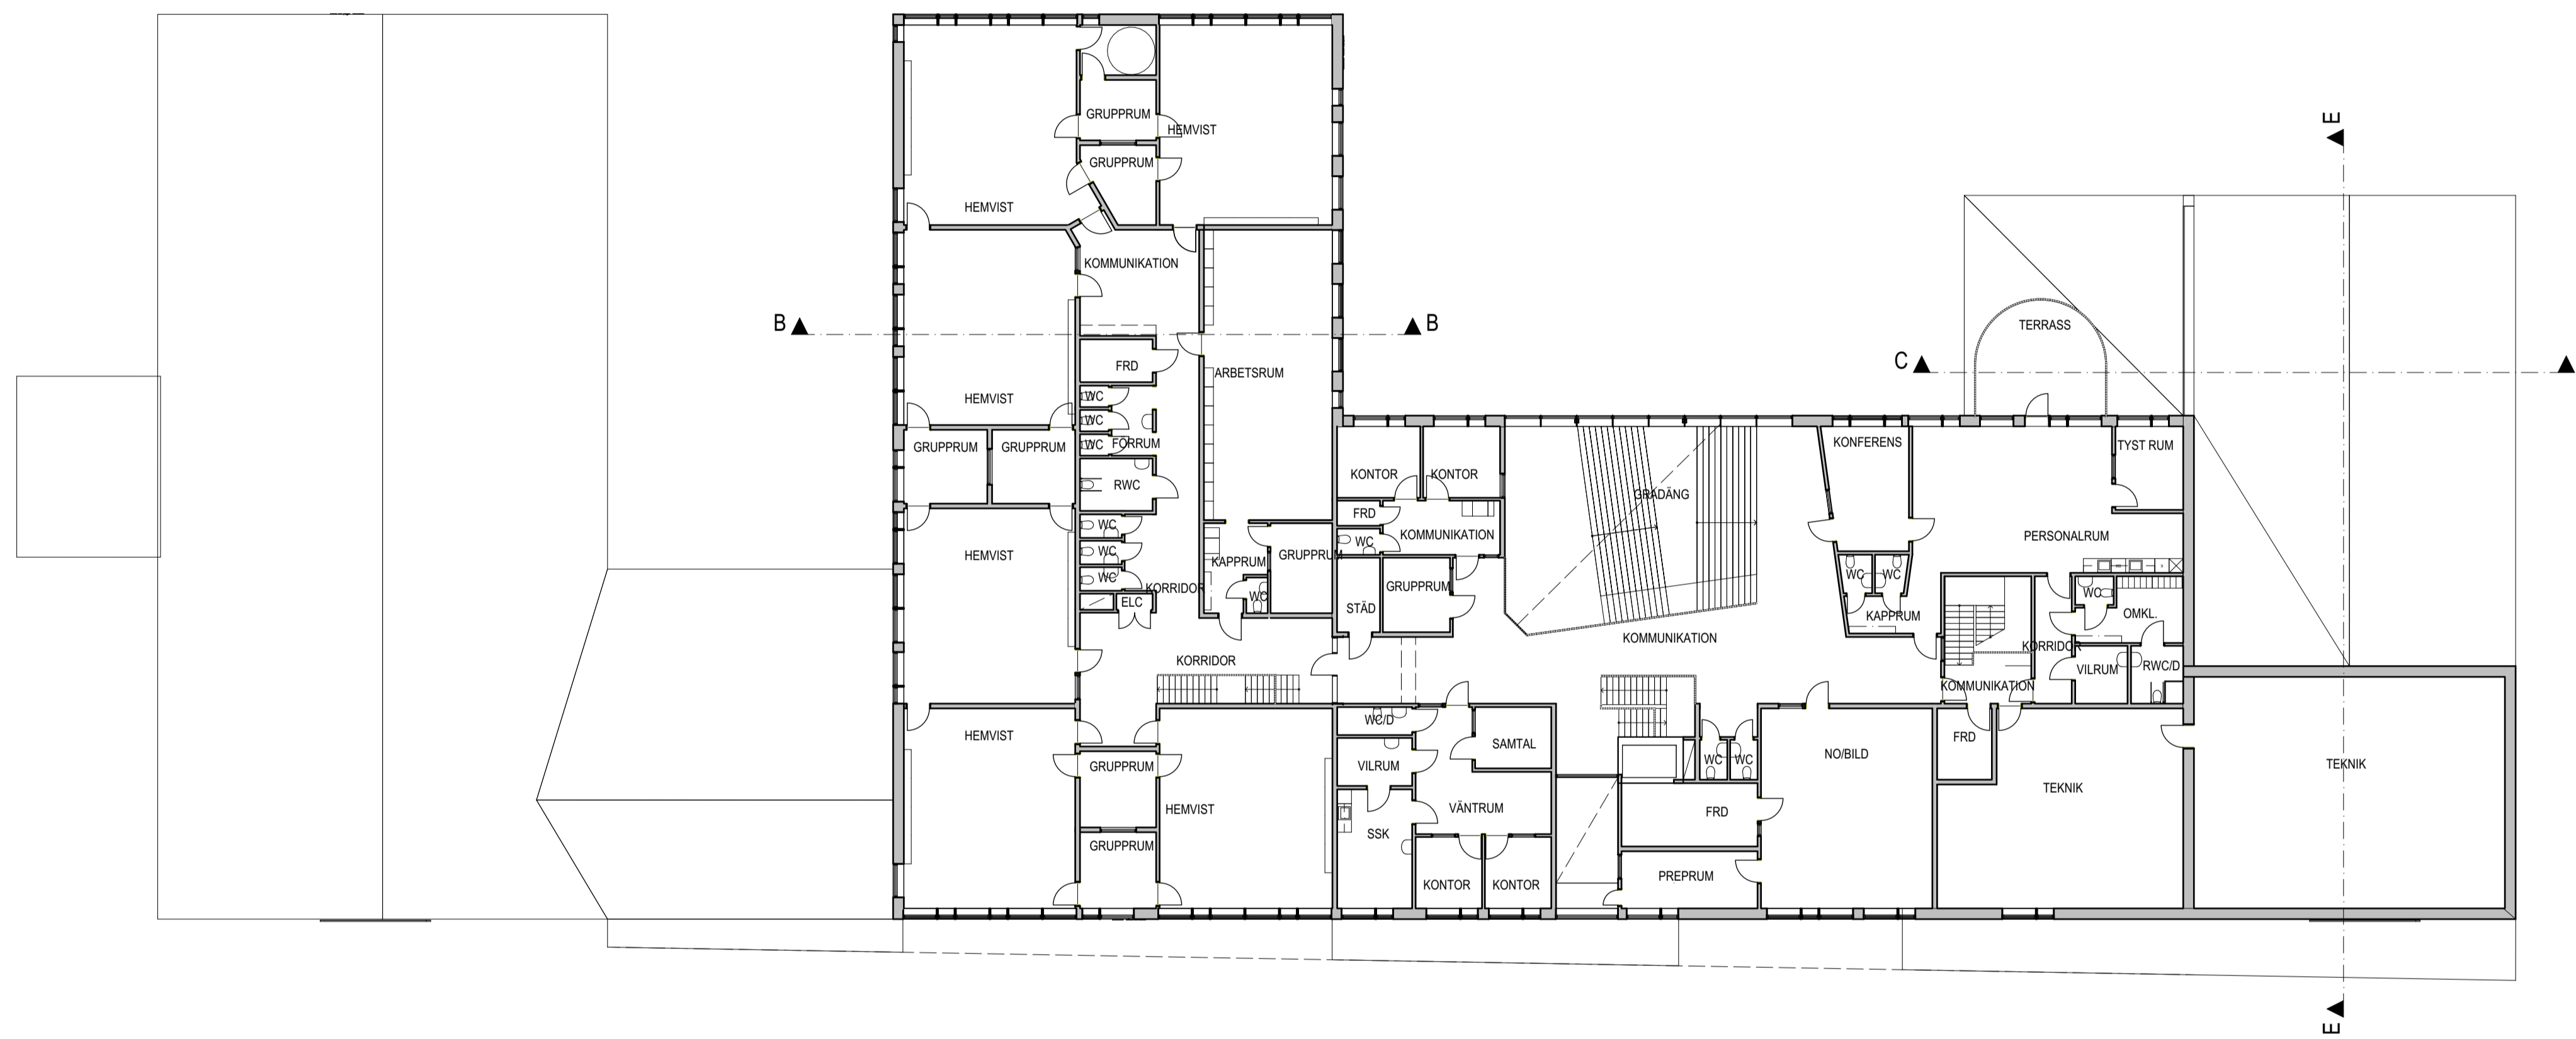 E
GRUPPRUM
HEMVIST
GRUPPRUM
HEMVIST
KOMMUNIKATION
B
B
TERRASS
C
FRD
ARBETSRUM
HEMVIST
WC
WC
WC
FÖRRUM
GRUPPRUM
GRUPPRUM
RWC
KONTOR
KONTOR
GRADÄNG
KONFERENS
TYST RUM
FRD
WC
KOMMUNIKATION
PERSONALRUM
WC
WC
WC
HEMVIST
KAPPRUM
GRUPPRUM
KORRIDOR
WC
ELC
STÄD
GRUPPRUM
KOMMUNIKATION
WC
WC
KAPPRUM
WC
OMKL.
KORRIDOR
VILRUM
RWC/D
KOMMUNIKATION
KORRIDOR
HEMVIST
WC/D
SAMTAL
VILRUM
WC
WC
NO/BILD
FRD
TEKNIK
TEKNIK
GRUPPRUM
HEMVIST
VÄNTRUM
SSK
FRD
GRUPPRUM
KONTOR
KONTOR
PREPRUM
E